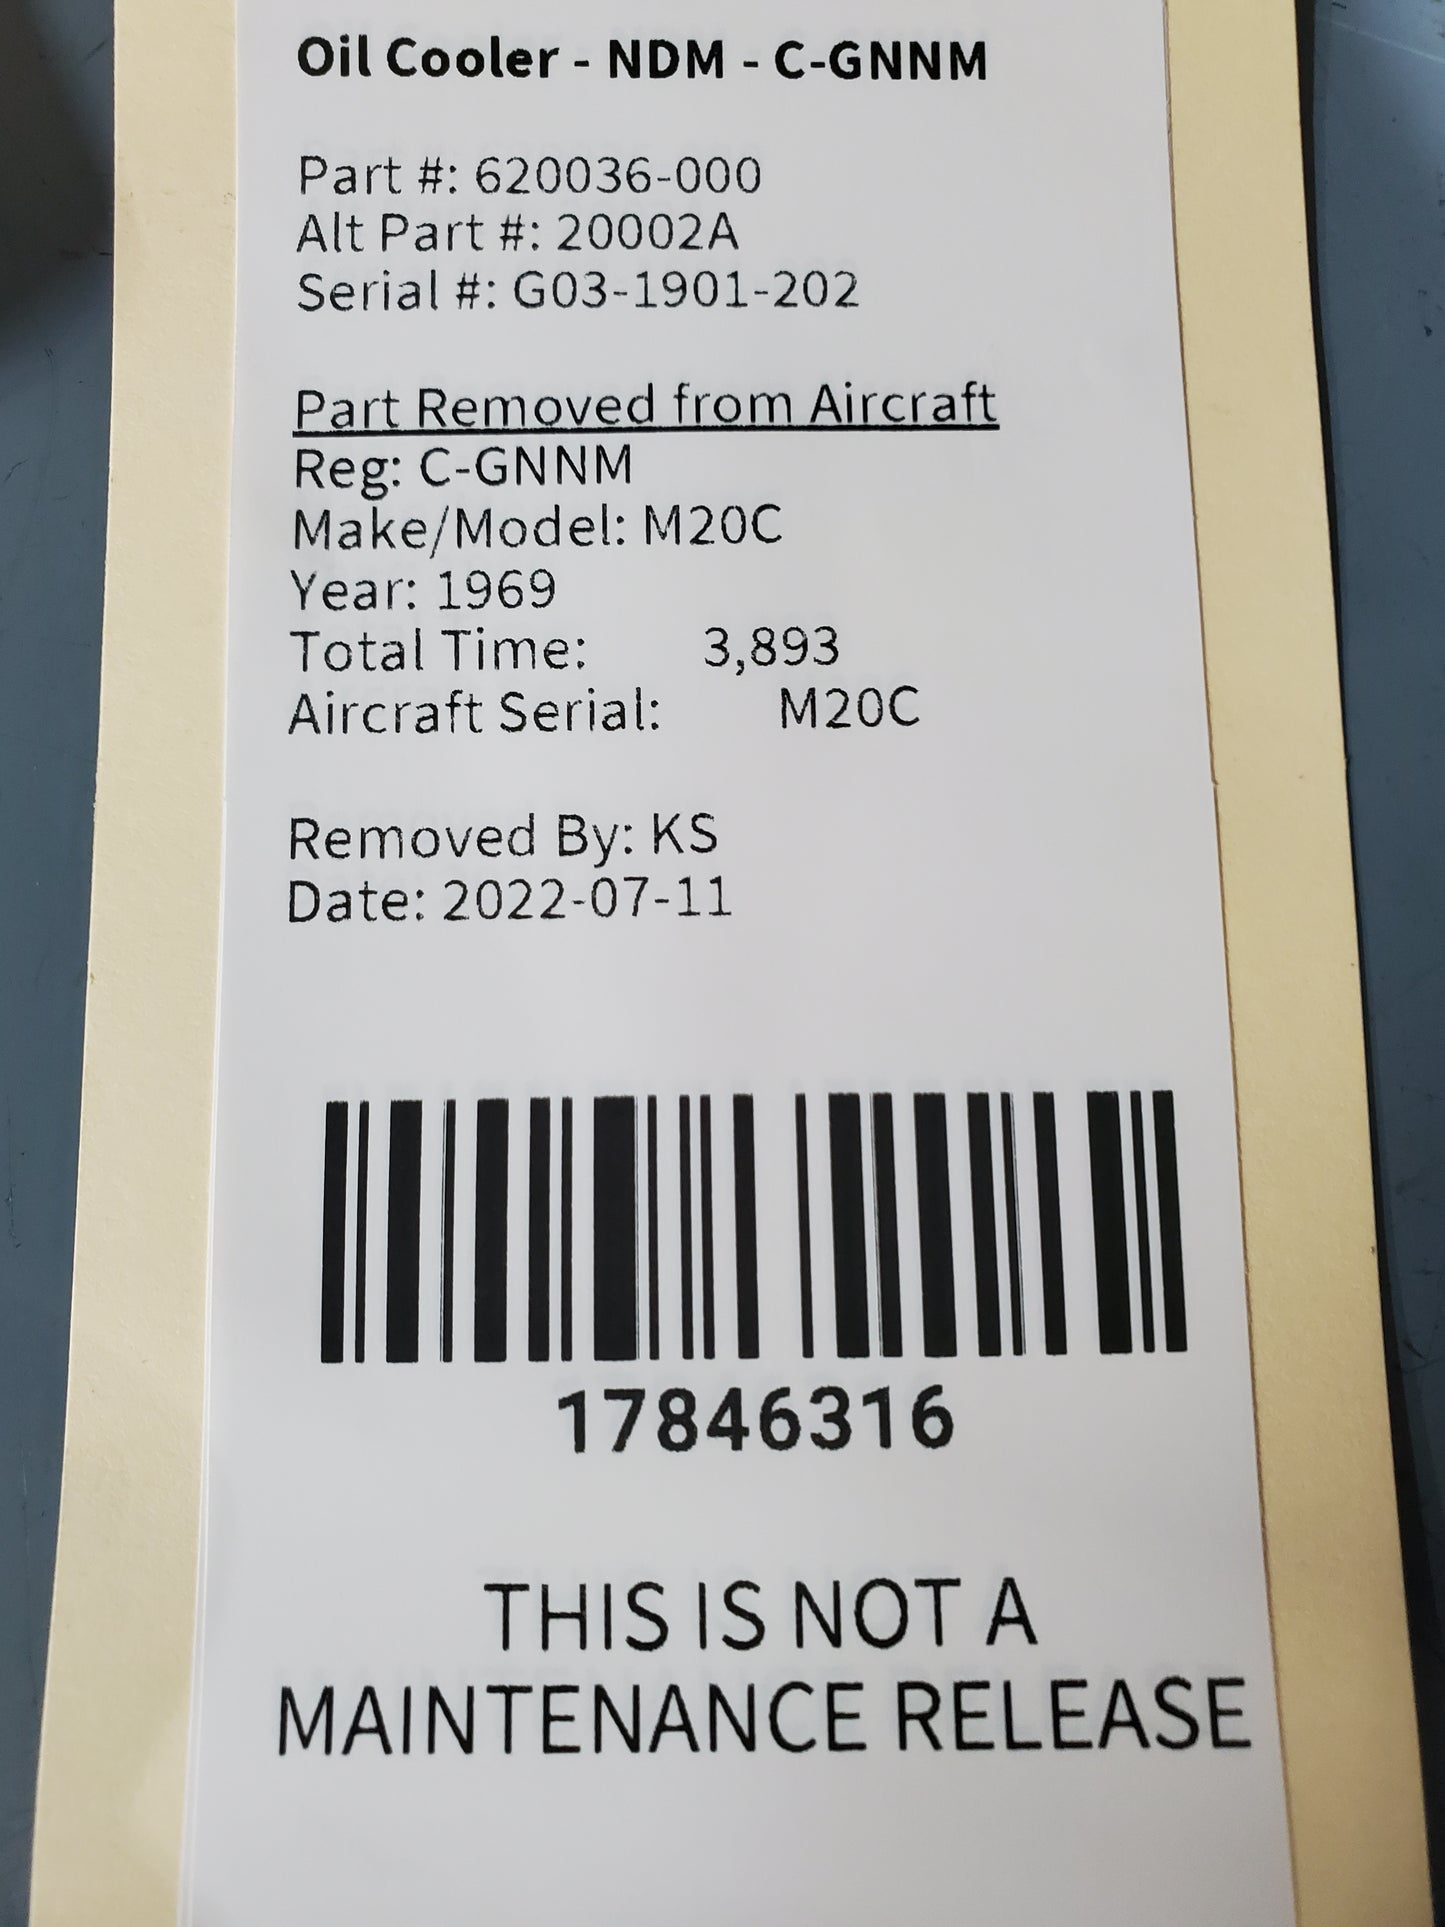 Oil Cooler - NDM - C-GNNM
Part #: 620036-000
Alt Part #: 20002A
Serial #: G03-1901-202
Part Removed from Aircraft
Reg: C-GNNM
Make/Model: M20C
Year: 1969
Total Time: 3,893
Aircraft Serial: M20C
Removed By: KS
Date: 2022-07-11
17846316
THIS IS NOT A
MAINTENANCE RELEASE